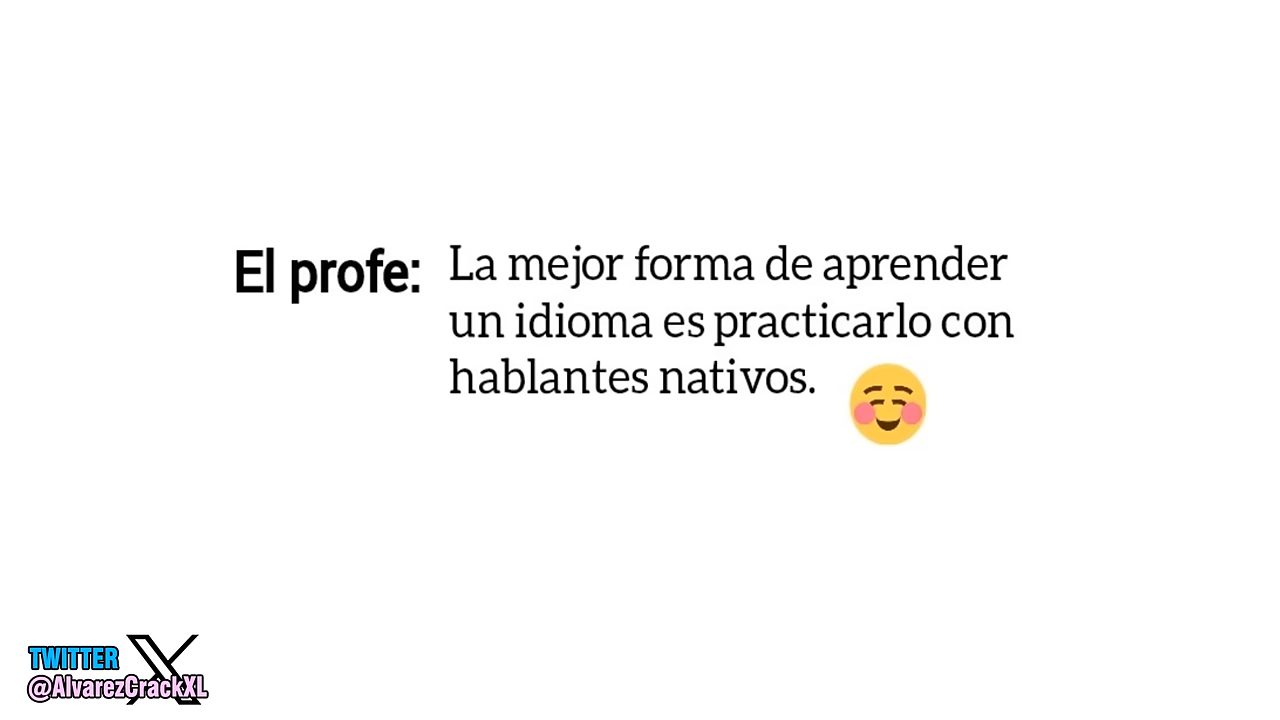 El profe: La mejor forma de aprender
un idioma es practicarlo con
hablantes nativos.
TWITTER X
@AlvarezCrackXL